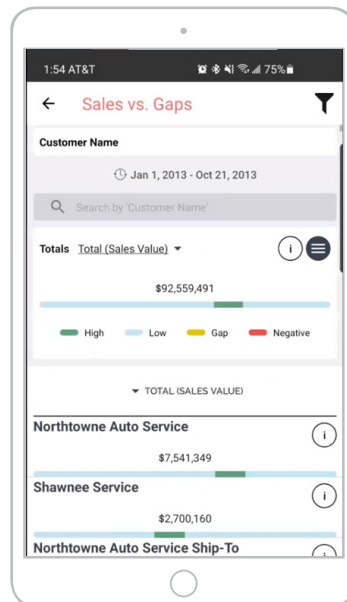 1:54 AT&T 75%
Sales vs. Gaps
Customer Name
Jan 1, 2013 - Oct 21, 2013
Search by 'Customer Name'
Totals Total (Sales Value) i
$92,559,491
High Low Gap Negative
TOTAL (SALES VALUE)
Northtowne Auto Service i
$7,541,349
Shawnee Service i
$2,700,160
Northtowne Auto Service Ship-To i